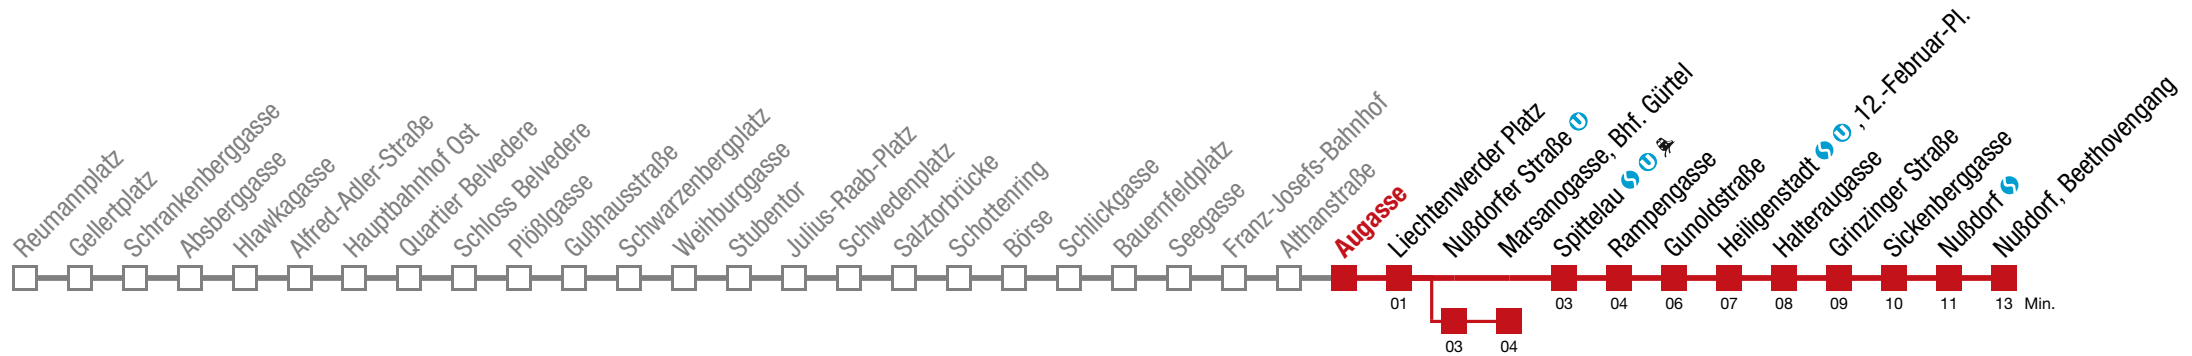 Reumannplatz
Gellertplatz
Schrankenberggasse
Absberggasse
Hlawkagasse
Alfred-Adler-Straße
Hauptbahnhof Ost
Quartier Belvedere
Schloss Belvedere
Plößlgasse
Gußhausstraße
Schwarzenbergplatz
Weihburggasse
Stubentor
Julius-Raab-Platz
Schwedenplatz
Salztorbrücke
Schottenring
Börse
Schlickgasse
Bauernfeldplatz
Seegasse
Franz-Josefs-Bahnhof
Althanstraße
Augasse
Liechtenwerder Platz
Nußdorfer Straße U
Marsanogasse, Bhf. Gürtel
Spittelau S U
Rampengasse
Gunoldstraße
Heiligenstadt S U , 12.-Februar-Pl.
Halteraugasse
Grinzinger Straße
Sickenberggasse
Nußdorf S
Nußdorf, Beethovengang
01 03 04 06 07 08 09 10 11 13 Min.
03 04